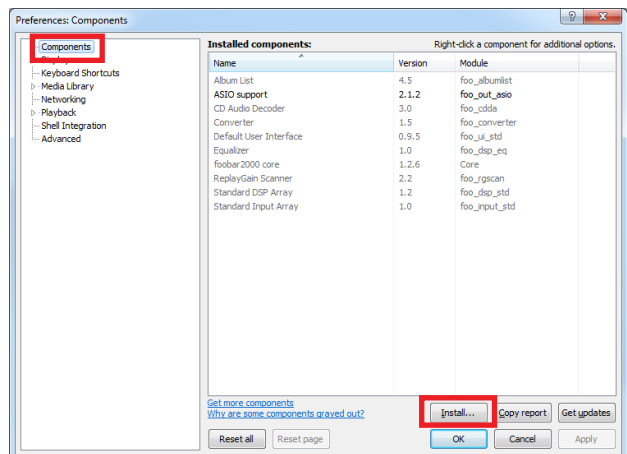 Preferences: Components
Components
Keyboard Shortcuts
Media Library
Networking
Playback
Shell Integration
Advanced
Installed components: Right-click a component for additional options.
Name Version Module
Album List 4.5 foo_albumlist
ASIO support 2.1.2 foo_out_asio
CD Audio Decoder 3.0 foo_cdda
Converter 1.5 foo_converter
Default User Interface 0.9.5 foo_ui_std
Equalizer 1.0 foo_dsp_eq
foobar2000 core 1.2.6 Core
ReplayGain Scanner 2.2 foo_rgscan
Standard DSP Array 1.2 foo_dsp_std
Standard Input Array 1.0 foo_input_std
Get more components
Why are some components grayed out?
Install... Copy report Get updates
Reset all Reset page OK Cancel Apply